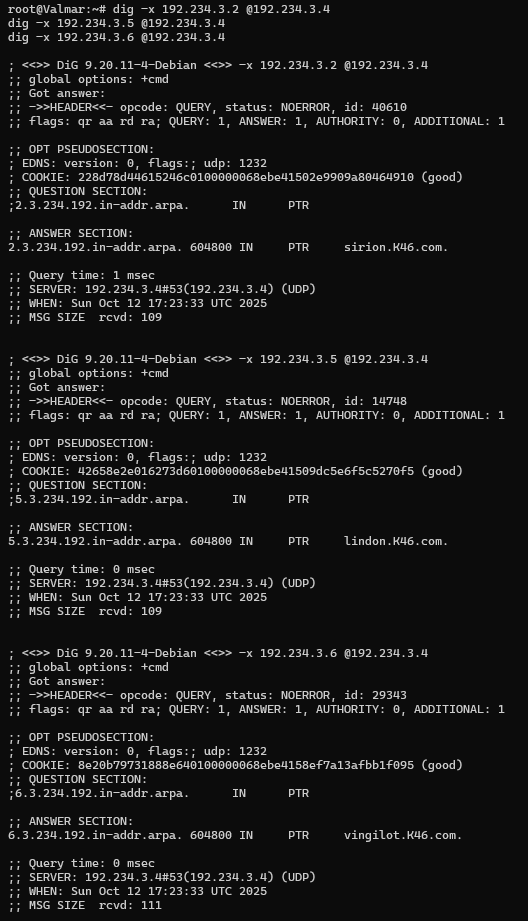 root@Valmar:~# dig -x 192.234.3.2 @192.234.3.4
dig -x 192.234.3.5 @192.234.3.4
dig -x 192.234.3.6 @192.234.3.4

; <<>> DiG 9.20.11-4-Debian <<>> -x 192.234.3.2 @192.234.3.4
;; global options: +cmd
;; Got answer:
;; ->>HEADER<<- opcode: QUERY, status: NOERROR, id: 40610
;; flags: qr aa rd ra; QUERY: 1, ANSWER: 1, AUTHORITY: 0, ADDITIONAL: 1

;; OPT PSEUDOSECTION:
; EDNS: version: 0, flags:; udp: 1232
; COOKIE: 228d78d44615246c0100000068ebe41502e9909a80464910 (good)
;; QUESTION SECTION:
;2.3.234.192.in-addr.arpa.      IN      PTR

;; ANSWER SECTION:
2.3.234.192.in-addr.arpa. 604800 IN     PTR     sirion.K46.com.

;; Query time: 1 msec
;; SERVER: 192.234.3.4#53(192.234.3.4) (UDP)
;; WHEN: Sun Oct 12 17:23:33 UTC 2025
;; MSG SIZE  rcvd: 109


; <<>> DiG 9.20.11-4-Debian <<>> -x 192.234.3.5 @192.234.3.4
;; global options: +cmd
;; Got answer:
;; ->>HEADER<<- opcode: QUERY, status: NOERROR, id: 14748
;; flags: qr aa rd ra; QUERY: 1, ANSWER: 1, AUTHORITY: 0, ADDITIONAL: 1

;; OPT PSEUDOSECTION:
; EDNS: version: 0, flags:; udp: 1232
; COOKIE: 42658e2e016273d60100000068ebe41509dc5e6f5c5270f5 (good)
;; QUESTION SECTION:
;5.3.234.192.in-addr.arpa.      IN      PTR

;; ANSWER SECTION:
5.3.234.192.in-addr.arpa. 604800 IN     PTR     lindon.K46.com.

;; Query time: 0 msec
;; SERVER: 192.234.3.4#53(192.234.3.4) (UDP)
;; WHEN: Sun Oct 12 17:23:33 UTC 2025
;; MSG SIZE  rcvd: 109


; <<>> DiG 9.20.11-4-Debian <<>> -x 192.234.3.6 @192.234.3.4
;; global options: +cmd
;; Got answer:
;; ->>HEADER<<- opcode: QUERY, status: NOERROR, id: 29343
;; flags: qr aa rd ra; QUERY: 1, ANSWER: 1, AUTHORITY: 0, ADDITIONAL: 1

;; OPT PSEUDOSECTION:
; EDNS: version: 0, flags:; udp: 1232
; COOKIE: 8e20b79731888e640100000068ebe4158ef7a13afbb1f095 (good)
;; QUESTION SECTION:
;6.3.234.192.in-addr.arpa.      IN      PTR

;; ANSWER SECTION:
6.3.234.192.in-addr.arpa. 604800 IN     PTR     vingilot.K46.com.

;; Query time: 0 msec
;; SERVER: 192.234.3.4#53(192.234.3.4) (UDP)
;; WHEN: Sun Oct 12 17:23:33 UTC 2025
;; MSG SIZE  rcvd: 111